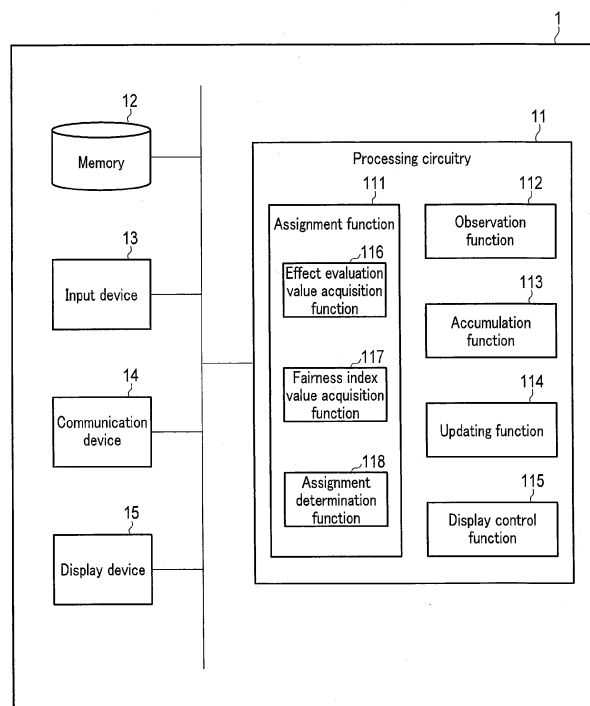 1
12
Memory
13
Input device
14
Communication
device
15
Display device
11
Processing circuitry
111
Assignment function
116
Effect evaluation
value acquisition
function
117
Fairness index
value acquisition
function
118
Assignment
determination
function
112
Observation
function
113
Accumulation
function
114
Updating function
115
Display control
function